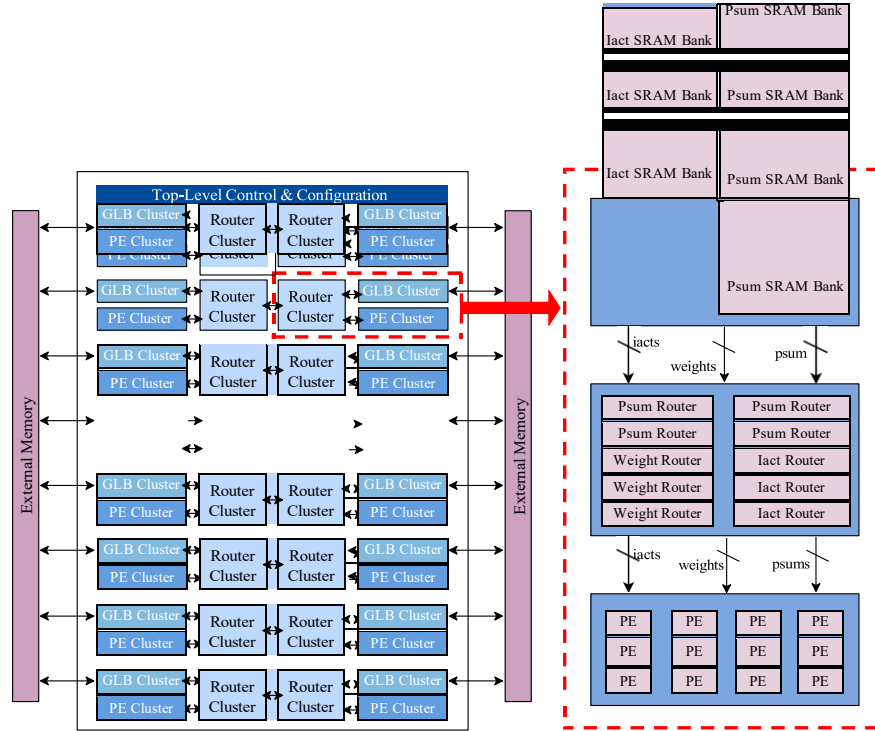 Top-Level Control & Configuration
GLB Cluster
PE Cluster
PE Cluster
Router
Cluster
Cluster
Router
Cluster
Cluster
GLB Cluster
PE Cluster
PE Cluster
GLB Cluster
PE Cluster
Router
Cluster
Router
Cluster
GLB Cluster
PE Cluster
GLB Cluster
PE Cluster
Router
Cluster
Router
Cluster
GLB Cluster
PE Cluster
GLB Cluster
PE Cluster
Router
Cluster
Router
Cluster
GLB Cluster
PE Cluster
GLB Cluster
PE Cluster
Router
Cluster
Router
Cluster
GLB Cluster
PE Cluster
GLB Cluster
PE Cluster
Router
Cluster
Router
Cluster
GLB Cluster
PE Cluster
GLB Cluster
PE Cluster
Router
Cluster
Router
Cluster
GLB Cluster
PE Cluster
External Memory
External Memory
Psum SRAM Bank
Iact SRAM Bank
Iact SRAM Bank
Psum SRAM Bank
Iact SRAM Bank
Psum SRAM Bank
Psum SRAM Bank
iacts
weights
psum
Psum Router
Psum Router
Psum Router
Psum Router
Weight Router
Iact Router
Weight Router
Iact Router
Weight Router
Iact Router
iacts
weights
psums
PE PE PE PE
PE PE PE PE
PE PE PE PE